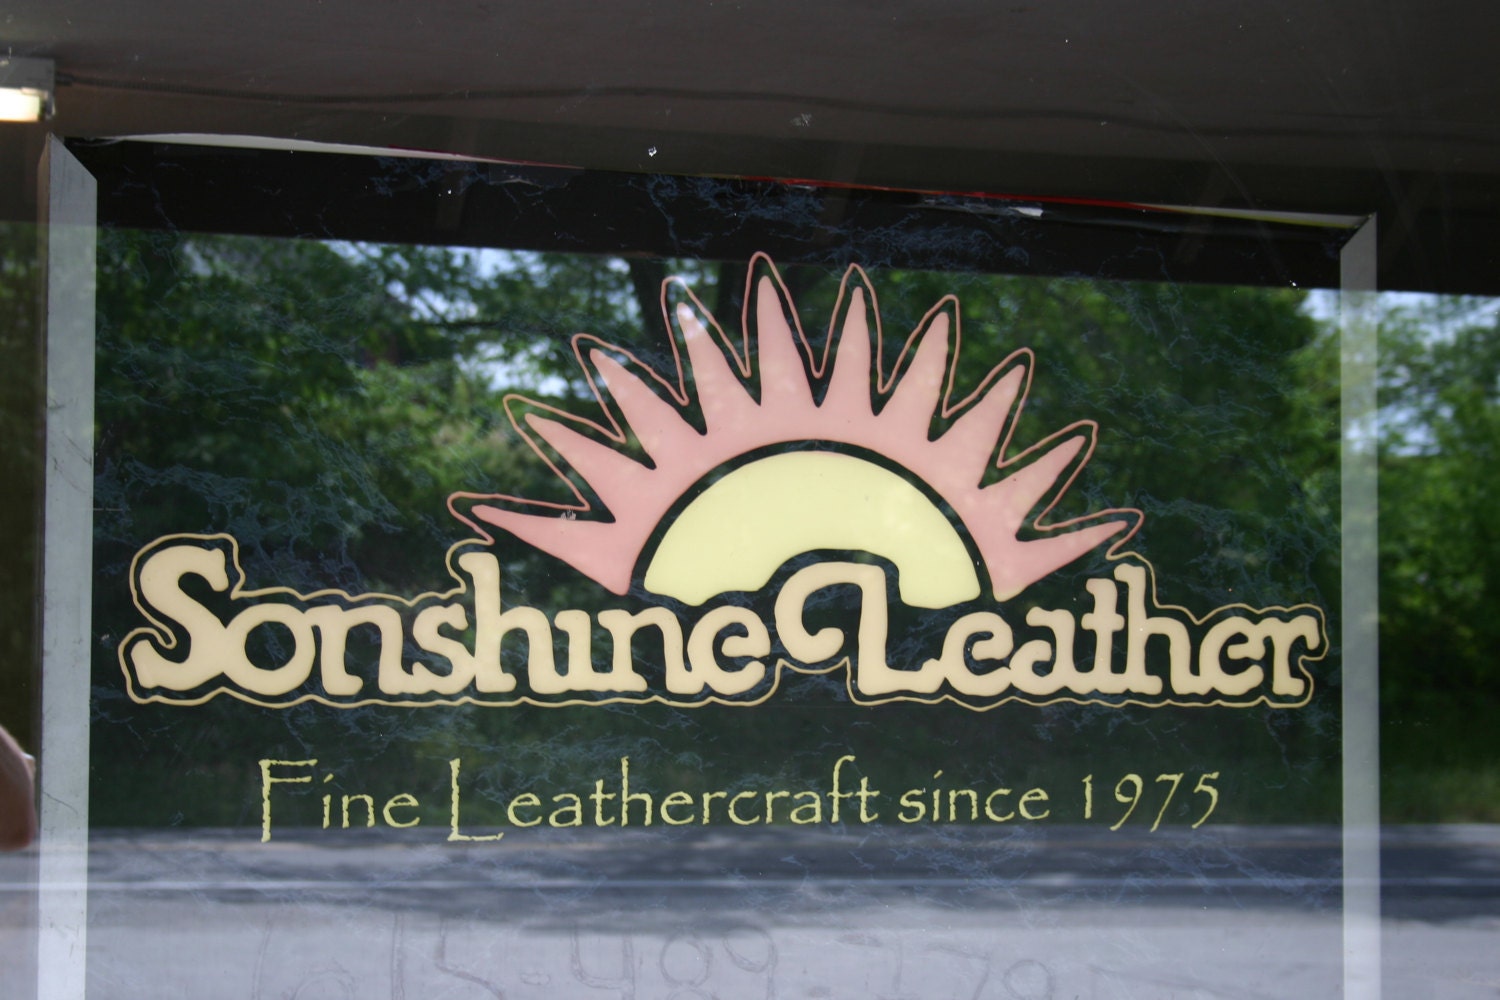 Sonshine Leather
Fine Leathercraft since 1975